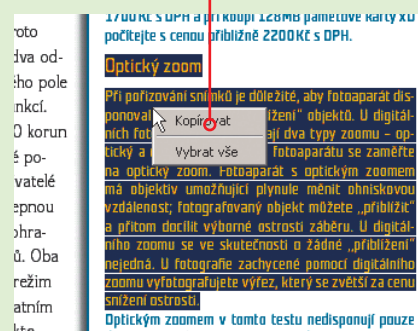 roto
dva od-
ého pole
nkcí.
0 korun
é po-
vatelé
epnou
ohra-
ů. Oba
režim
atním
1700 Kč s DPH a při koupi 128MB paměťové karty xD
počítejte s cenou přibližně 2200 Kč s DPH.
Optický zoom
Při pořizování snímků je důležité, aby fotoaparát dis-
ponoval ížení" objektů. U digitál-
ních fot ají dva typy zoomu – op-
tický a fotoaparátu se zaměřte
na optický zoom. Fotoaparát s optickým zoomem
má objektiv umožňující plynule měnit ohniskovou
vzdálenost; fotografovaný objekt můžete „přiblížit"
a přitom docílit výborné ostrosti záběru. U digitál-
ního zoomu se ve skutečnosti o žádné „přiblížení"
nejedná. U fotografie zachycené pomocí digitálního
zoomu vyfotografujete výřez, který se zvětší za cenu
snížení ostrosti.
Optickým zoomem v tomto testu nedisponují pouze
Kopírovat
Vybrat vše